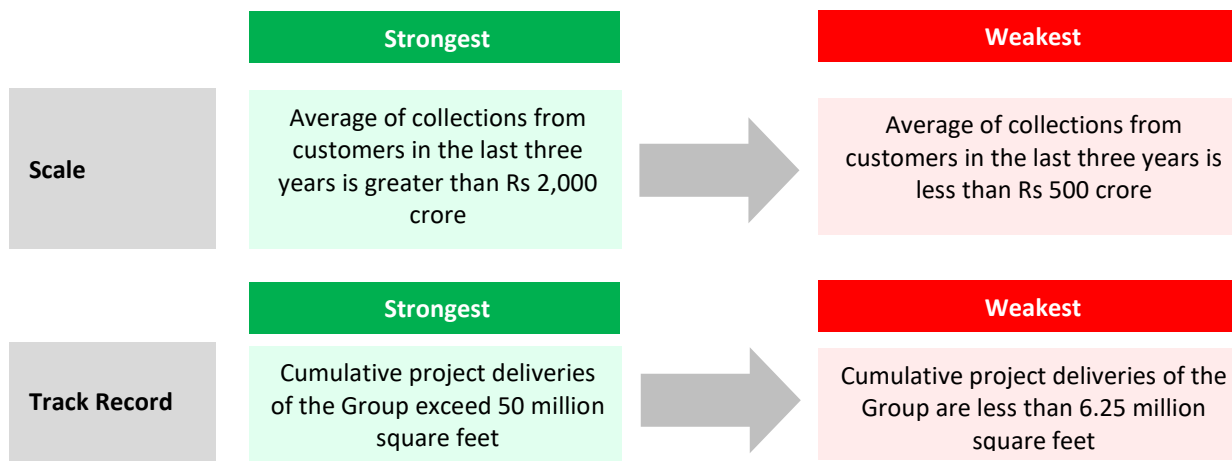 Strongest
Weakest
Scale
Average of collections from
customers in the last three
years is greater than Rs 2,000
crore
Average of collections from
customers in the last three years is
less than Rs 500 crore
Strongest
Weakest
Track Record
Cumulative project deliveries
of the Group exceed 50 million
square feet
Cumulative project deliveries of the
Group are less than 6.25 million
square feet